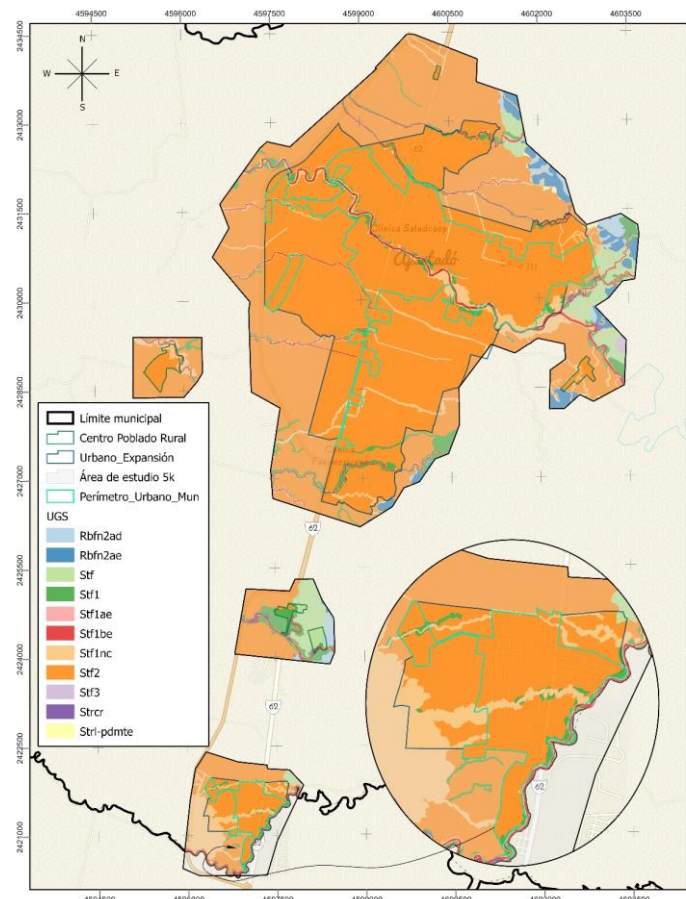 4594500 4596000 4597500 4599000 4600500 4602000 4603500
2434500
N
W E
S
2433000
62
2431500
Clínica Saludcoop
Apartadó
2430000
2428500
Límite municipal
Centro Poblado Rural
Urbano_Expansión
Área de estudio 5k
Perímetro_Urbano_Mun
UGS
Rbfn2ad
Rbfn2ae
Stf
Stf1
Stf1ae
Stf1be
Stf1nc
Stf2
Stf3
Strcr
Strl-pdmte
2427000
62
2425500
2424000
62
2422500
62
2421000